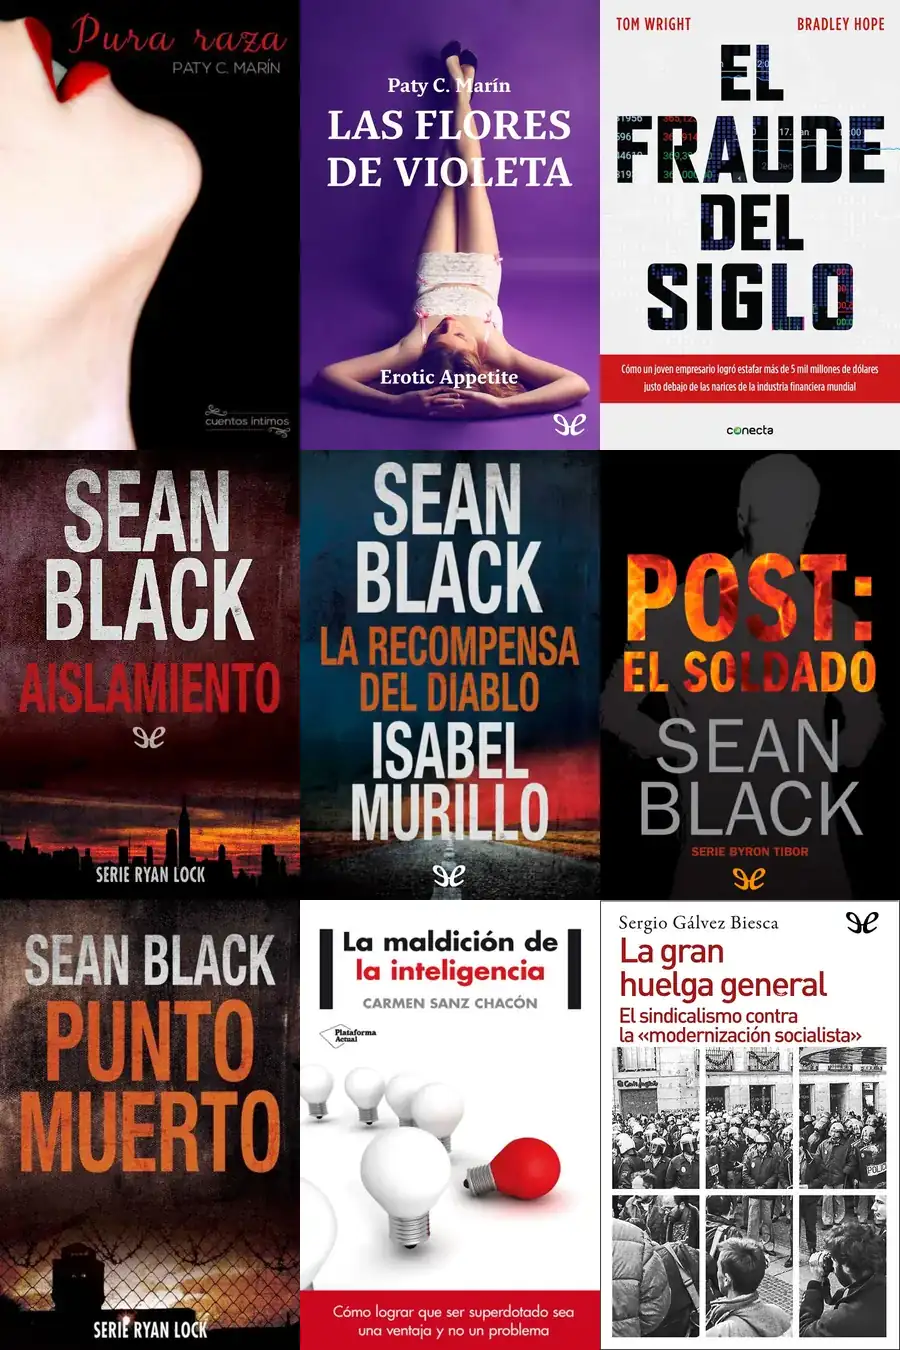 Pura raza
PATY C. MARÍN
cuentos íntimos
Paty C. Marín
LAS FLORES
DE VIOLETA
Erotic Appetite
TOM WRIGHT
BRADLEY HOPE
EL
FRAUDE
DEL
SIGLO
Cómo un joven empresario logró estafar más de 5 mil millones de dólares
justo debajo de las narices de la industria financiera mundial
conecta
SEAN
BLACK
AISLAMIENTO
SERIE RYAN LOCK
SEAN
BLACK
LA RECOMPENSA
DEL DIABLO
ISABEL
MURILLO
POST:
EL SOLDADO
SEAN
BLACK
SERIE BYRON TIBOR
SEAN BLACK
PUNTO
MUERTO
SERIE RYAN LOCK
La maldición de
la inteligencia
CARMEN SANZ CHACÓN
Plataforma
Actual
Cómo lograr que ser superdotado sea
una ventaja y no un problema
Sergio Gálvez Biesca
La gran
huelga general
El sindicalismo contra
la «modernización socialista»